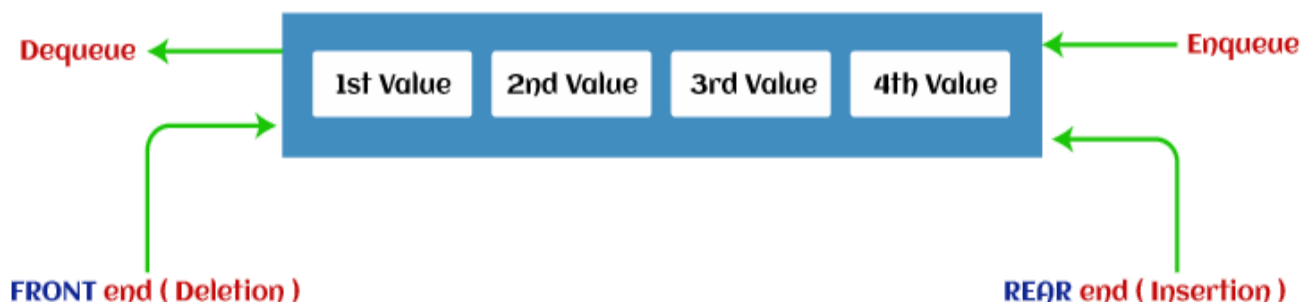 Dequeue
Enqueue
1st Value
2nd Value
3rd Value
4th Value
FRONT end ( Deletion )
REAR end ( Insertion )